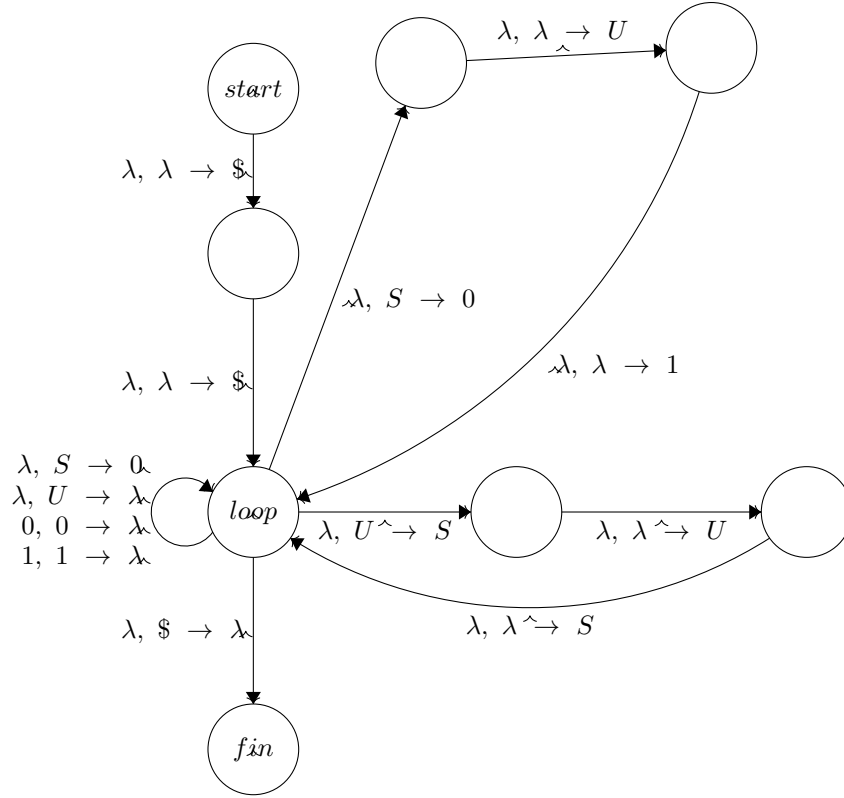 λ, λ → U
start
λ, λ → $
λ, S → 0
λ, λ → 1
λ, λ → $
λ, S → 0
λ, U → λ
0, 0 → λ
1, 1 → λ
loop
λ, U → S
λ, λ → U
λ, λ → S
λ, $ → λ
fin